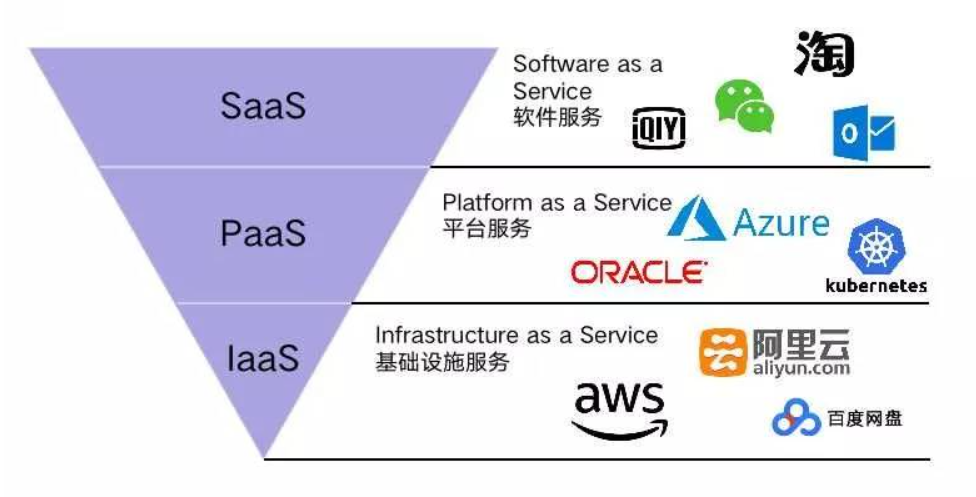 SaaS
Software as a
Service
软件服务
iQIYI
淘
o
PaaS
Platform as a Service
平台服务
Azure
ORACLE
kubernetes
IaaS
Infrastructure as a Service
基础设施服务
阿里云
aliyun.com
aws
百度网盘